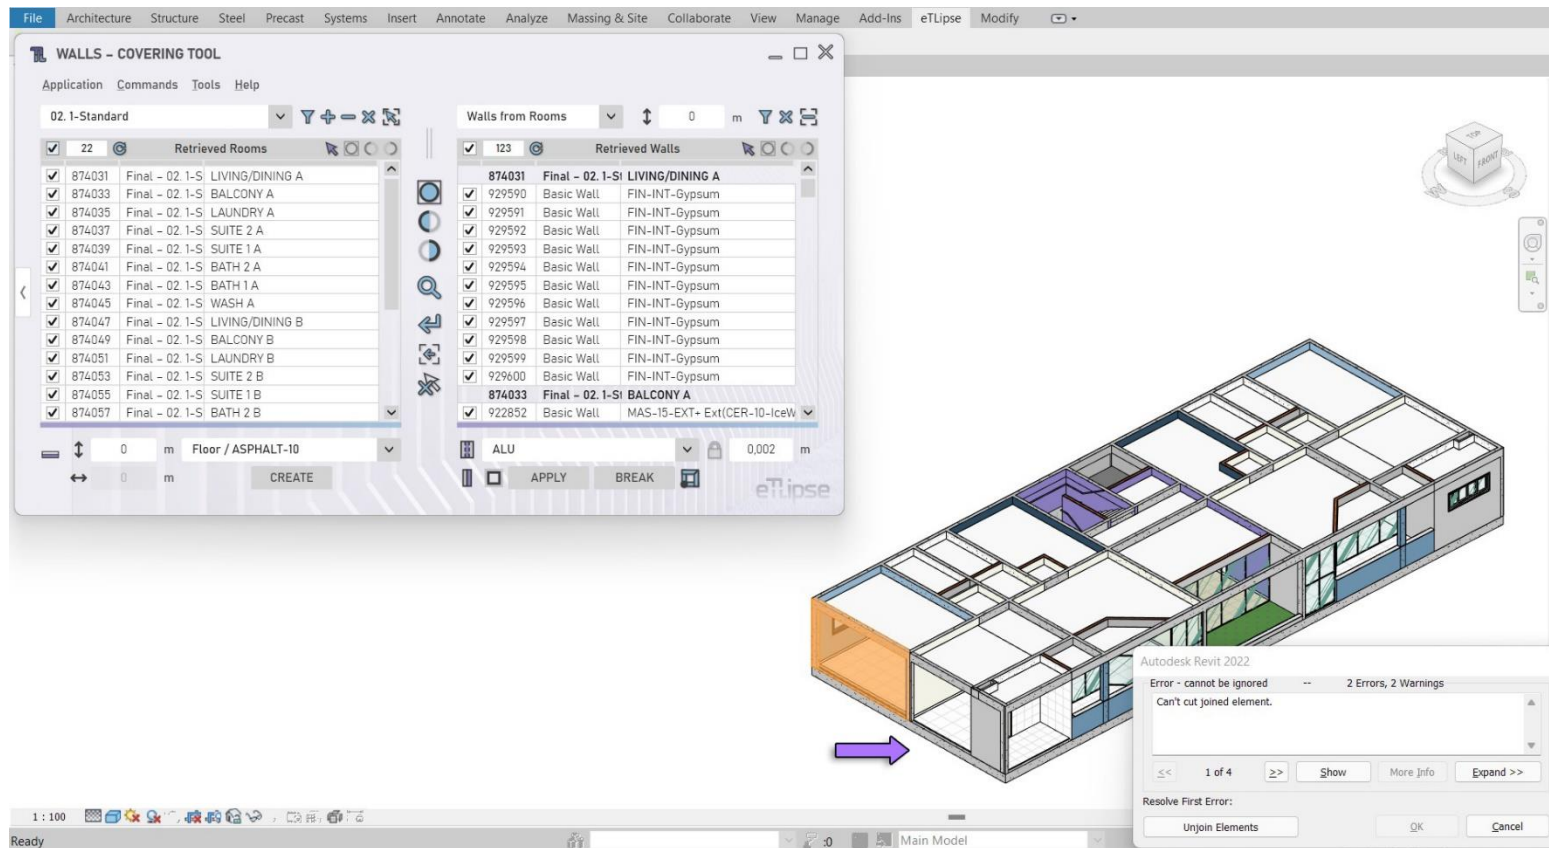 File Architecture Structure Steel Precast Systems Insert Annotate Analyze Massing & Site Collaborate View Manage Add-Ins eTLipse Modify
WALLS – COVERING TOOL
Application Commands Tools Help
02. 1-Standard
Walls from Rooms 0 m
22 Retrieved Rooms
123 Retrieved Walls
874031 Final – 02. 1-S LIVING/DINING A
874033 Final – 02. 1-S BALCONY A
874035 Final – 02. 1-S LAUNDRY A
874037 Final – 02. 1-S SUITE 2 A
874039 Final – 02. 1-S SUITE 1 A
874041 Final – 02. 1-S BATH 2 A
874043 Final – 02. 1-S BATH 1 A
874045 Final – 02. 1-S WASH A
874047 Final – 02. 1-S LIVING/DINING B
874049 Final – 02. 1-S BALCONY B
874051 Final – 02. 1-S LAUNDRY B
874053 Final – 02. 1-S SUITE 2 B
874055 Final – 02. 1-S SUITE 1 B
874057 Final – 02. 1-S BATH 2 B
874031 Final – 02. 1-St LIVING/DINING A
929590 Basic Wall FIN-INT-Gypsum
929591 Basic Wall FIN-INT-Gypsum
929592 Basic Wall FIN-INT-Gypsum
929593 Basic Wall FIN-INT-Gypsum
929594 Basic Wall FIN-INT-Gypsum
929595 Basic Wall FIN-INT-Gypsum
929596 Basic Wall FIN-INT-Gypsum
929597 Basic Wall FIN-INT-Gypsum
929598 Basic Wall FIN-INT-Gypsum
929599 Basic Wall FIN-INT-Gypsum
929600 Basic Wall FIN-INT-Gypsum
874033 Final – 02. 1-St BALCONY A
922852 Basic Wall MAS-15-EXT+ Ext(CER-10-IceW
0 m Floor / ASPHALT-10
0 m CREATE
ALU 0,002 m
APPLY BREAK
eTLipse
TOP
LEFT FRONT
Autodesk Revit 2022
Error - cannot be ignored -- 2 Errors, 2 Warnings
Can't cut joined element.
<< 1 of 4 >> Show More Info Expand >>
Resolve First Error:
Unjoin Elements OK Cancel
1 : 100
Ready :0 Main Model